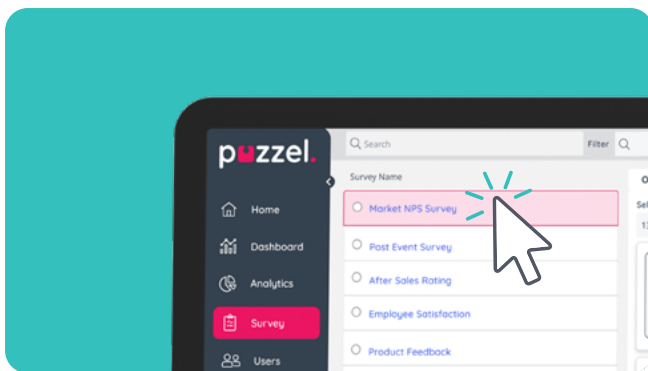 puzzel.
Home
Dashboard
Analytics
Survey
Users
Search
Filter
Survey Name
Market NPS Survey
Post Event Survey
After Sales Rating
Employee Satisfaction
Product Feedback